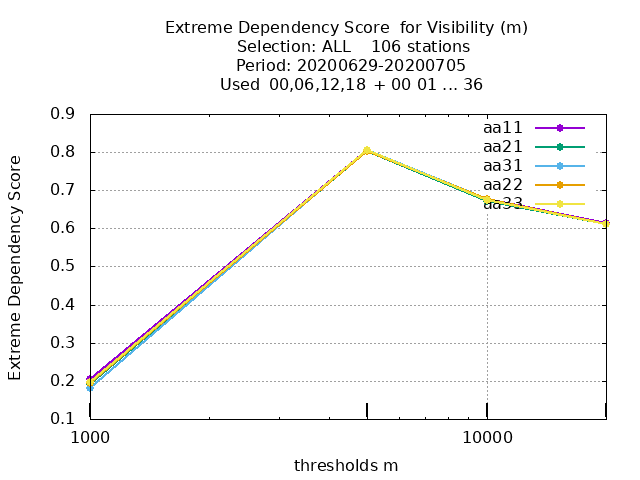 Extreme Dependency Score  for Visibility (m)
Selection: ALL    106 stations
Period: 20200629-20200705
Used  00,06,12,18  + 00 01 ... 36
0.9
0.8
0.7
0.6
0.5
0.4
0.3
0.2
0.1
Extreme Dependency Score
aa11
aa21
aa31
aa22
aa33
1000
10000
thresholds m